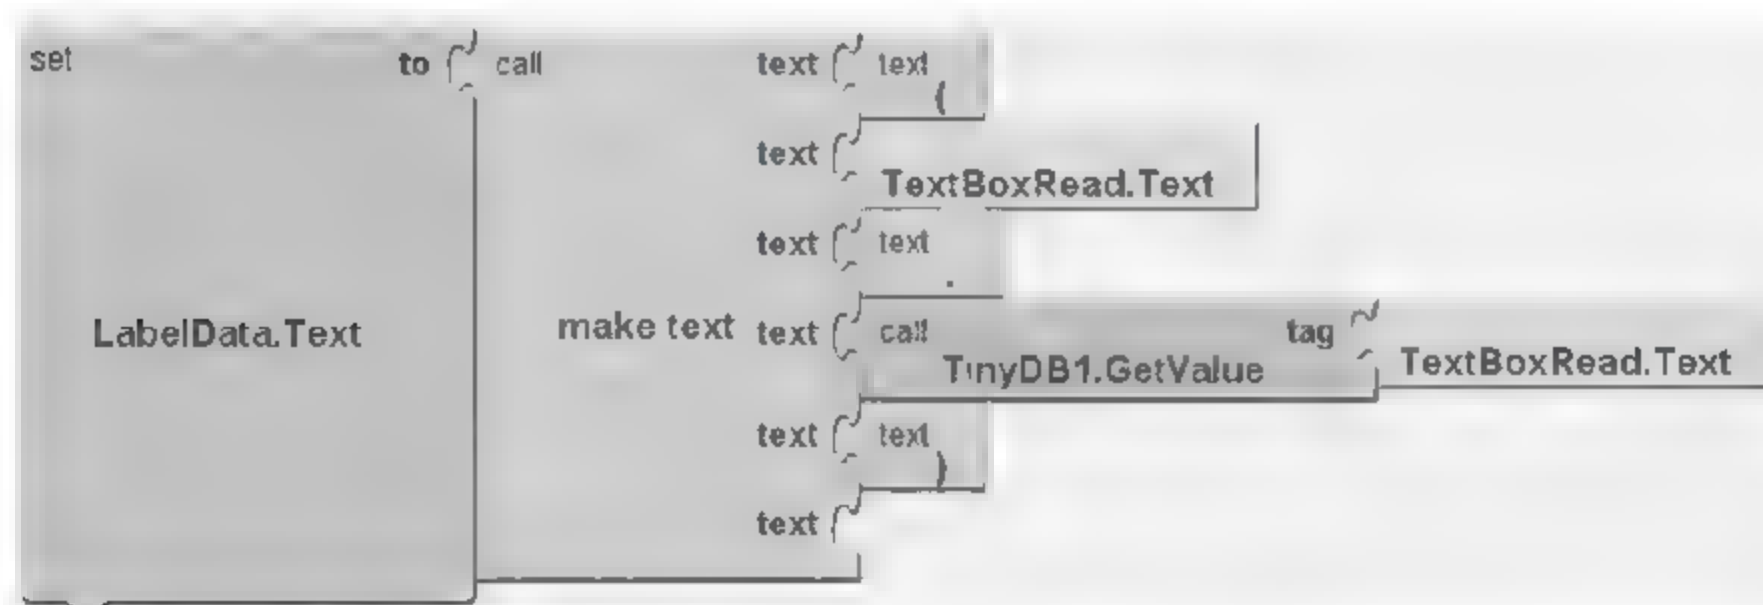 set to call text text
(
text
TextBoxRead.Text
text text
.
LabelData.Text make text text call tag
TinyDB1.GetValue TextBoxRead.Text
text text
)
text